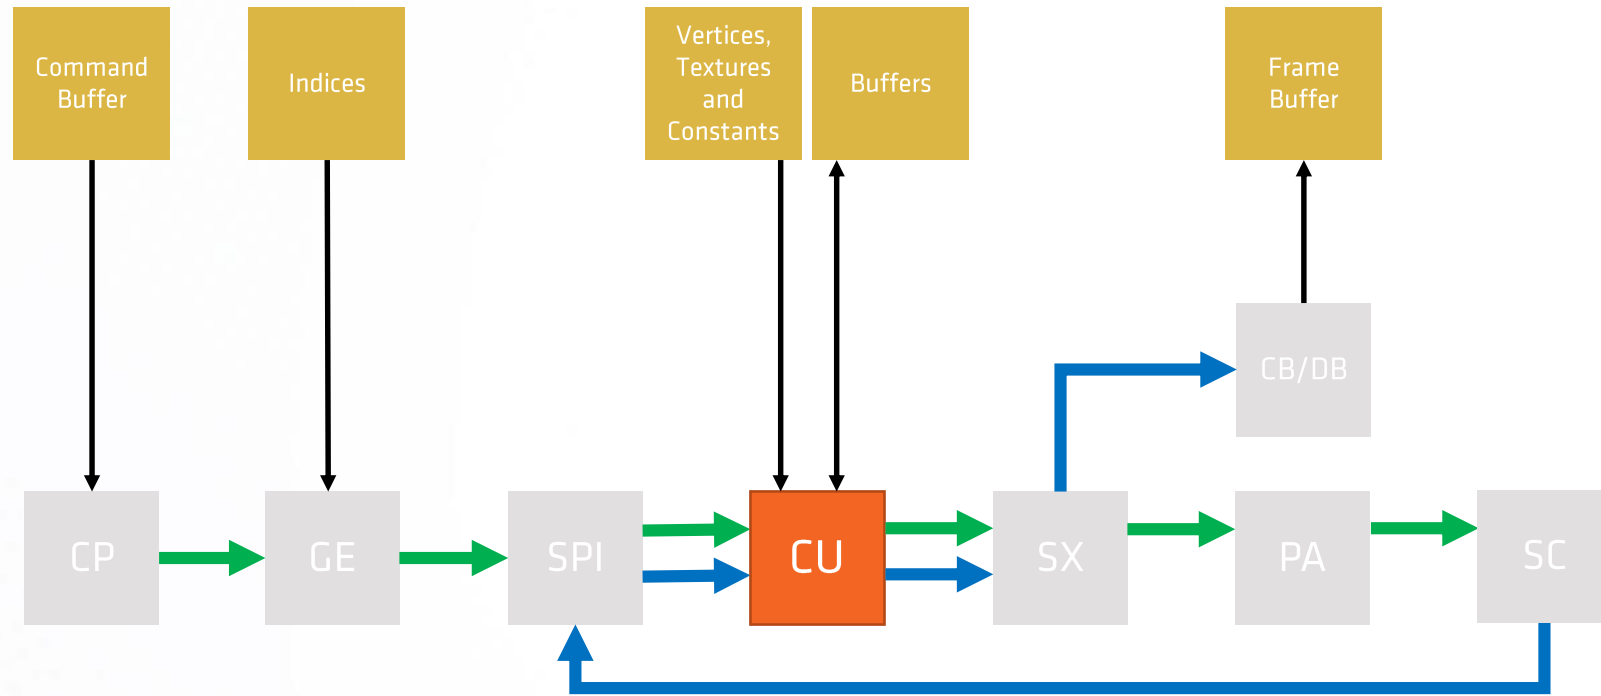 Command
Buffer
Indices
Vertices,
Textures
and
Constants
Buffers
Frame
Buffer
CB/DB
CP
GE
SPI
CU
SX
PA
SC